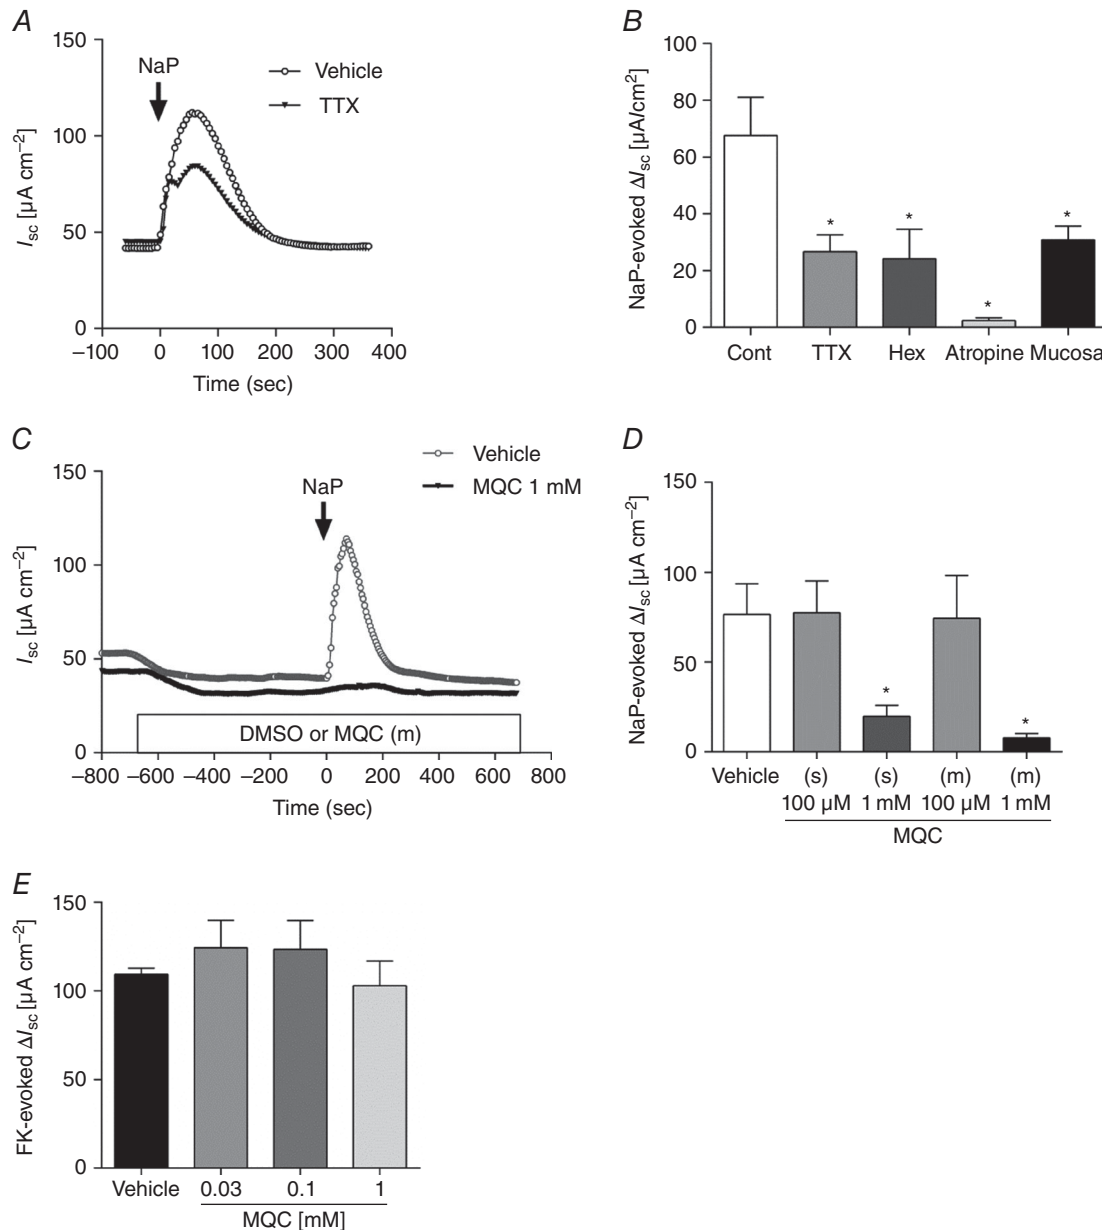 A
150
100
50
0
I_sc [µA cm⁻²]
NaP
Vehicle
TTX
−100 0 100 200 300 400
Time (sec)
B
100
80
60
40
20
0
NaP-evoked ΔI_sc [µA/cm²]
* * * *
Cont TTX Hex Atropine Mucosa
C
150
100
50
0
I_sc [µA cm⁻²]
Vehicle
MQC 1 mM
NaP
DMSO or MQC (m)
−800 −600 −400 −200 0 200 400 600 800
Time (sec)
D
150
100
50
0
NaP-evoked ΔI_sc [µA cm⁻²]
* *
Vehicle (s) (s) (m) (m)
100 µM 1 mM 100 µM 1 mM
MQC
E
150
100
50
0
FK-evoked ΔI_sc [µA cm⁻²]
Vehicle 0.03 0.1 1
MQC [mM]